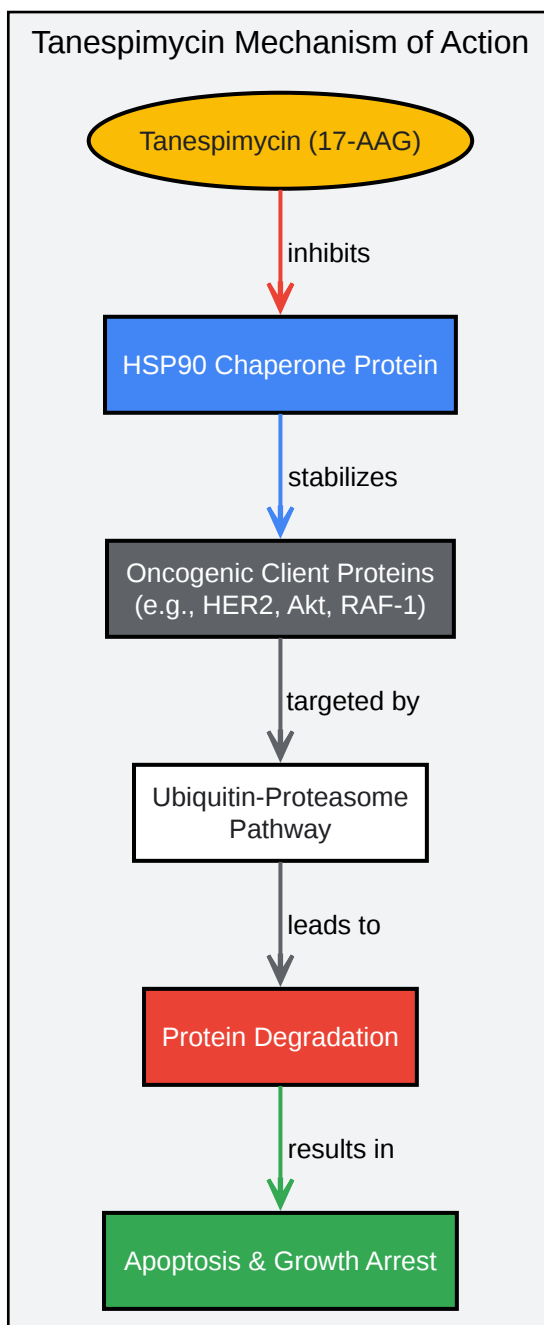 Tanespimycin Mechanism of Action
Tanespimycin (17-AAG)
inhibits
HSP90 Chaperone Protein
stabilizes
Oncogenic Client Proteins
(e.g., HER2, Akt, RAF-1)
targeted by
Ubiquitin-Proteasome
Pathway
leads to
Protein Degradation
results in
Apoptosis & Growth Arrest